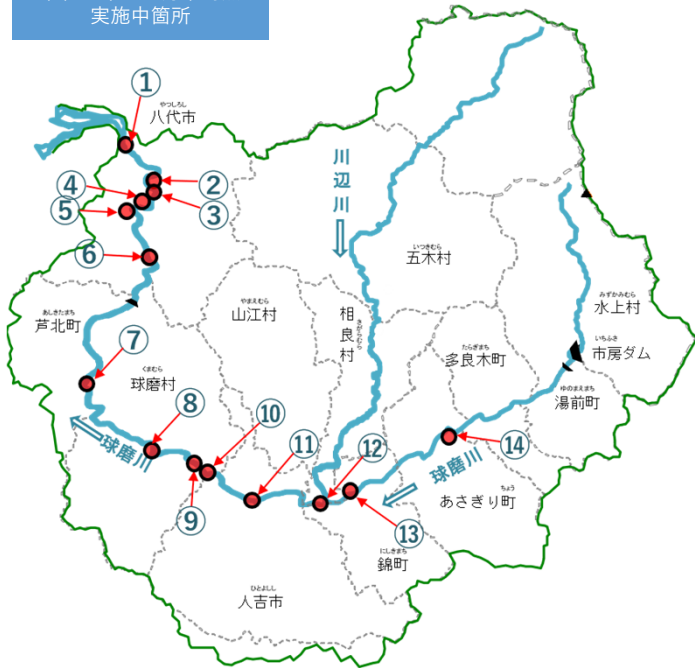 実施中箇所
①
やつしろし
八代市
②
③
④
⑤
⑥
川辺川
いつきむら
五木村
みずかみむら
水上村
いちふさ
市房ダム
やまえむら
山江村
さがらむら
相良村
たらぎまち
多良木町
ゆのまえまち
湯前町
あしきたまち
芦北町
⑦
くまむら
球磨村
⑧
⑨
⑩
⑪
⑫
⑬
⑭
球磨川
球磨川
ちょう
あさぎり町
にしきまち
錦町
ひとよしし
人吉市